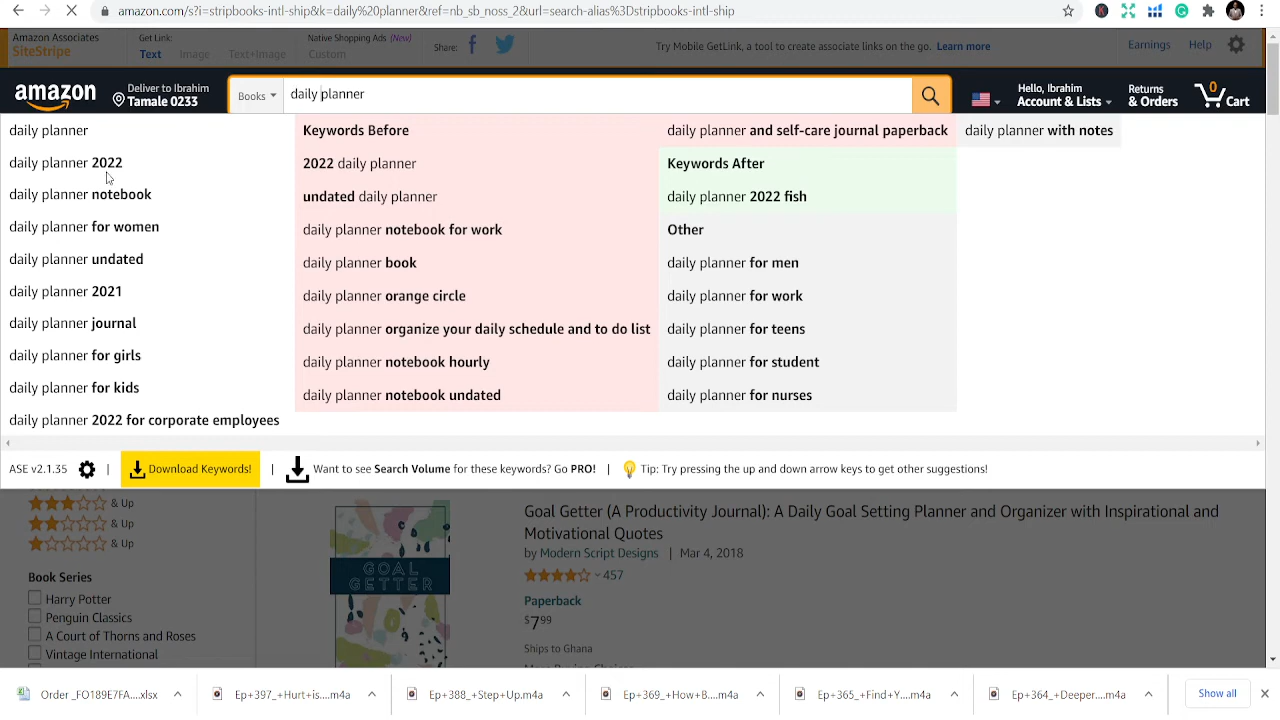 amazon.com/s?i=stripbooks-intl-ship&k=daily%20planner&ref=nb_sb_noss_2&url=search-alias%3Dstripbooks-intl-ship
Amazon Associates
SiteStripe
Get Link:
Text
Image
Text+Image
Native Shopping Ads (New)
Custom
Share:
Try Mobile GetLink, a tool to create associate links on the go. Learn more
Earnings
Help
amazon
Deliver to Ibrahim
Tamale 0233
Books
daily planner
Hello, Ibrahim
Account & Lists
Returns
& Orders
0
Cart
daily planner
daily planner 2022
daily planner notebook
daily planner for women
daily planner undated
daily planner 2021
daily planner journal
daily planner for girls
daily planner for kids
daily planner 2022 for corporate employees
Keywords Before
2022 daily planner
undated daily planner
daily planner notebook for work
daily planner book
daily planner orange circle
daily planner organize your daily schedule and to do list
daily planner notebook hourly
daily planner notebook undated
daily planner and self-care journal paperback
Keywords After
daily planner 2022 fish
Other
daily planner for men
daily planner for work
daily planner for teens
daily planner for student
daily planner for nurses
daily planner with notes
ASE v2.1.35
|
Download Keywords!
|
Want to see Search Volume for these keywords? Go PRO!
|
Tip: Try pressing the up and down arrow keys to get other suggestions!
& Up
& Up
& Up
Book Series
Harry Potter
Penguin Classics
A Court of Thorns and Roses
Vintage International
GOAL
GETTER
Goal Getter (A Productivity Journal): A Daily Goal Setting Planner and Organizer with Inspirational and
Motivational Quotes
by Modern Script Designs | Mar 4, 2018
457
Paperback
$7.99
Ships to Ghana
Order _FO189E7FA....xlsx
Ep+397_+Hurt+is....m4a
Ep+388_+Step+Up.m4a
Ep+369_+How+B....m4a
Ep+365_+Find+Y....m4a
Ep+364_+Deeper....m4a
Show all